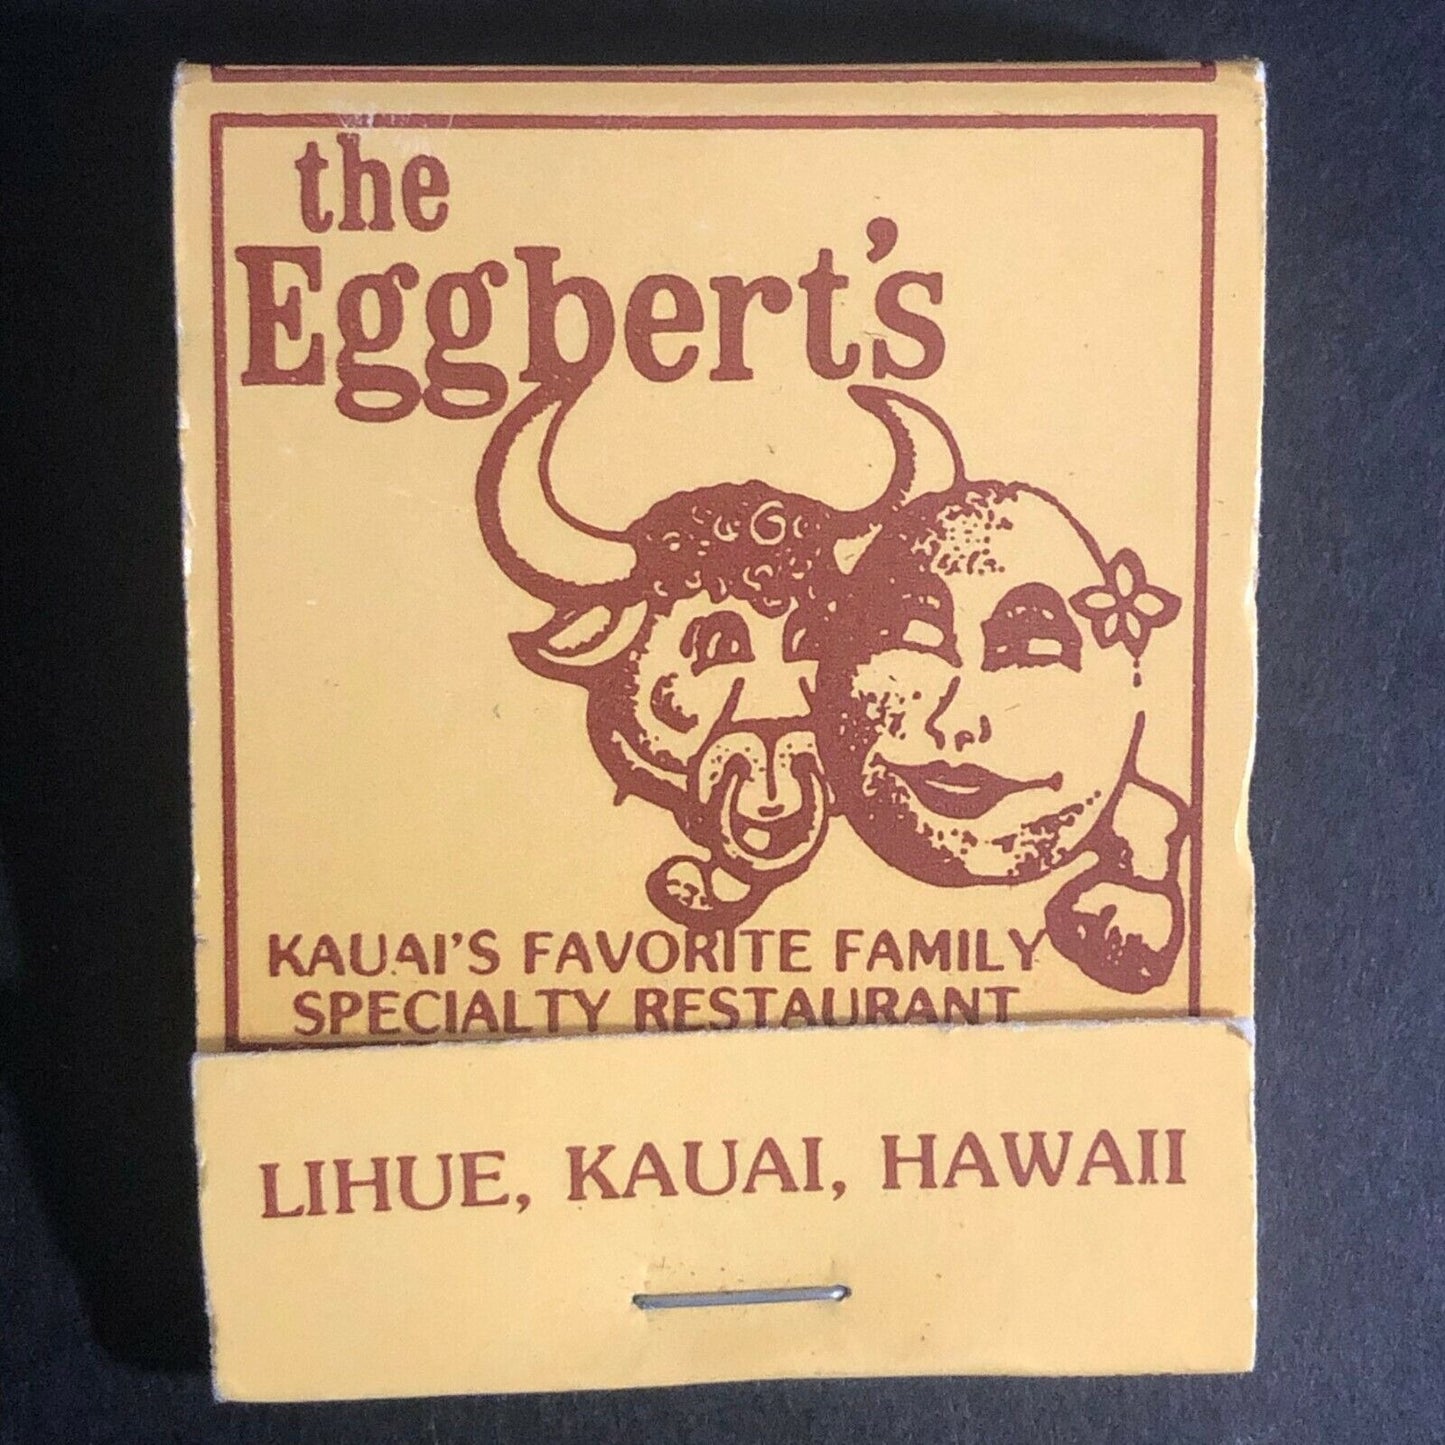 the
Eggbert's
KAUAI'S FAVORITE FAMILY
SPECIALTY RESTAURANT
LIHUE, KAUAI, HAWAII